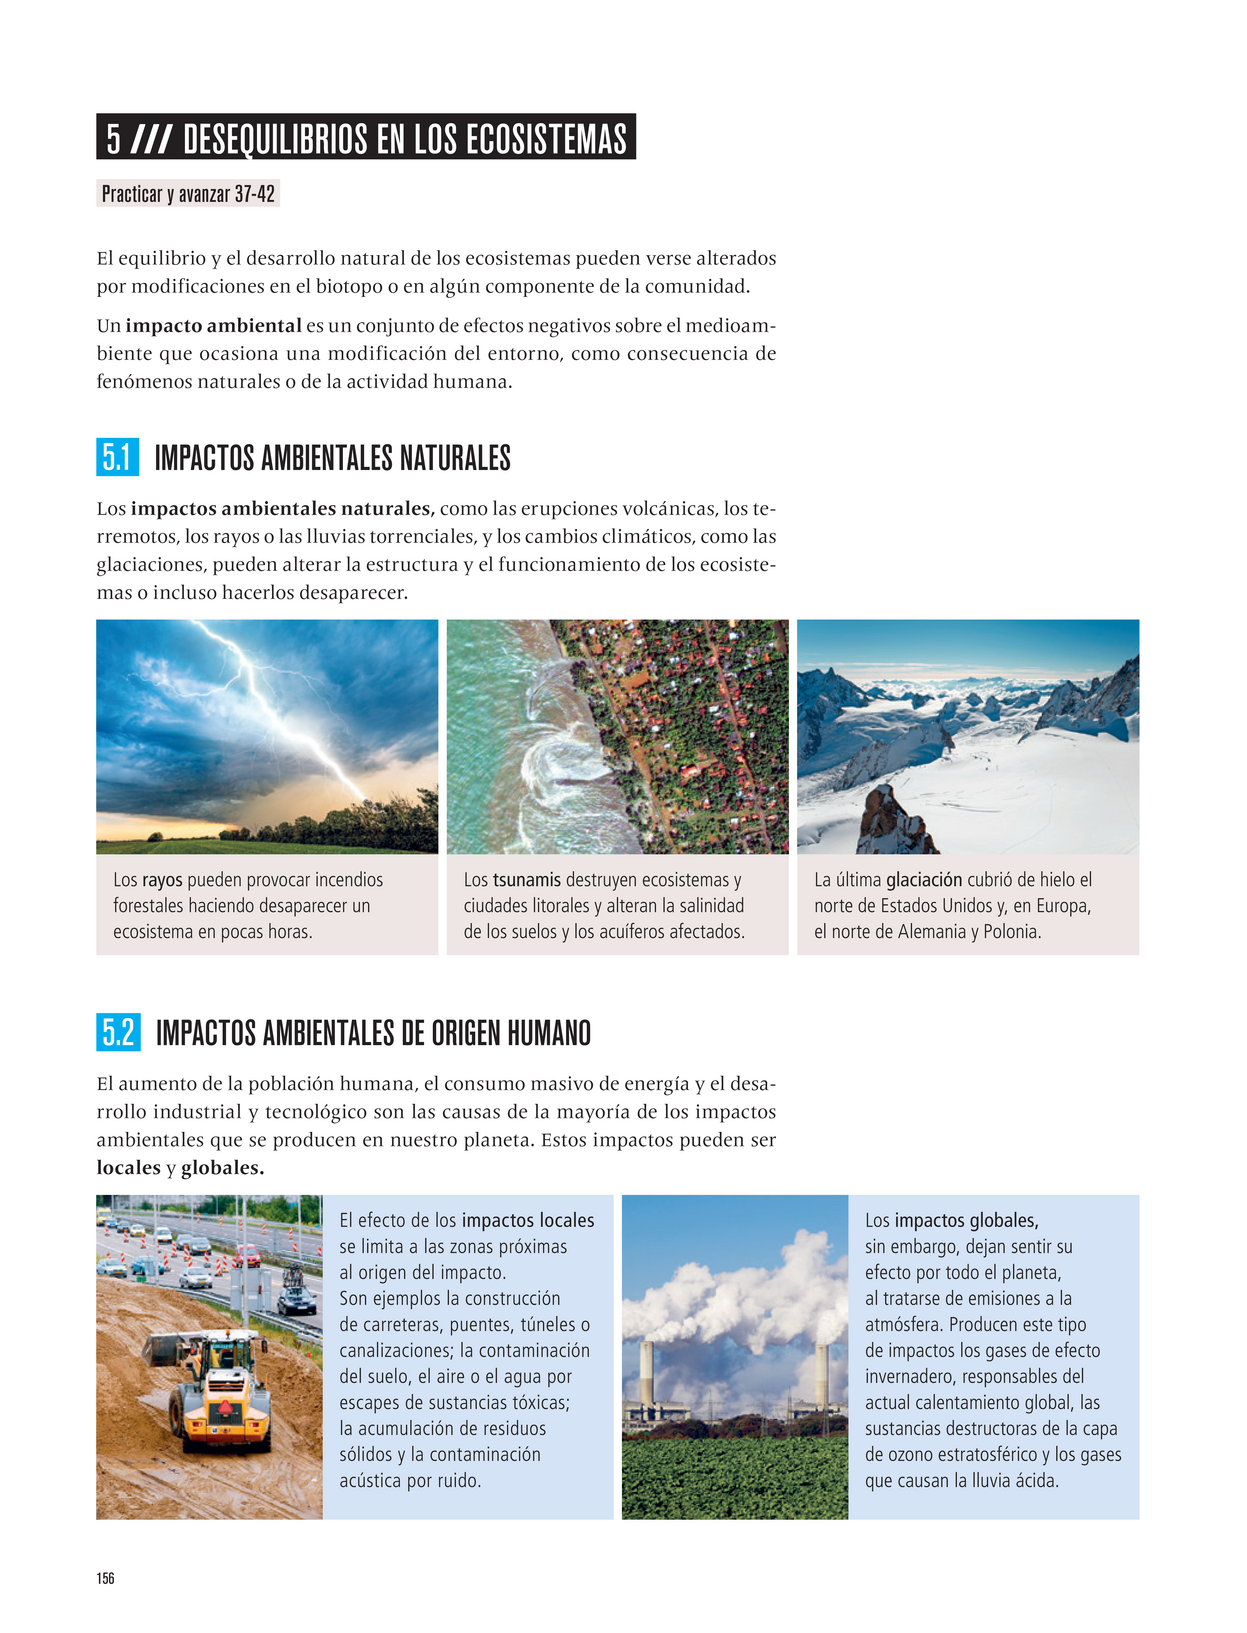 5 /// DESEQUILIBRIOS EN LOS ECOSISTEMAS
Practicar y avanzar 37-42
El equilibrio y el desarrollo natural de los ecosistemas pueden verse alterados
por modificaciones en el biotopo o en algún componente de la comunidad.
Un impacto ambiental es un conjunto de efectos negativos sobre el medioam-
biente que ocasiona una modificación del entorno, como consecuencia de
fenómenos naturales o de la actividad humana.
5.1 IMPACTOS AMBIENTALES NATURALES
Los impactos ambientales naturales, como las erupciones volcánicas, los te-
rremotos, los rayos o las lluvias torrenciales, y los cambios climáticos, como las
glaciaciones, pueden alterar la estructura y el funcionamiento de los ecosiste-
mas o incluso hacerlos desaparecer.
Los rayos pueden provocar incendios
forestales haciendo desaparecer un
ecosistema en pocas horas.
Los tsunamis destruyen ecosistemas y
ciudades litorales y alteran la salinidad
de los suelos y los acuíferos afectados.
La última glaciación cubrió de hielo el
norte de Estados Unidos y, en Europa,
el norte de Alemania y Polonia.
5.2 IMPACTOS AMBIENTALES DE ORIGEN HUMANO
El aumento de la población humana, el consumo masivo de energía y el desa-
rrollo industrial y tecnológico son las causas de la mayoría de los impactos
ambientales que se producen en nuestro planeta. Estos impactos pueden ser
locales y globales.
El efecto de los impactos locales
se limita a las zonas próximas
al origen del impacto.
Son ejemplos la construcción
de carreteras, puentes, túneles o
canalizaciones; la contaminación
del suelo, el aire o el agua por
escapes de sustancias tóxicas;
la acumulación de residuos
sólidos y la contaminación
acústica por ruido.
Los impactos globales,
sin embargo, dejan sentir su
efecto por todo el planeta,
al tratarse de emisiones a la
atmósfera. Producen este tipo
de impactos los gases de efecto
invernadero, responsables del
actual calentamiento global, las
sustancias destructoras de la capa
de ozono estratosférico y los gases
que causan la lluvia ácida.
156